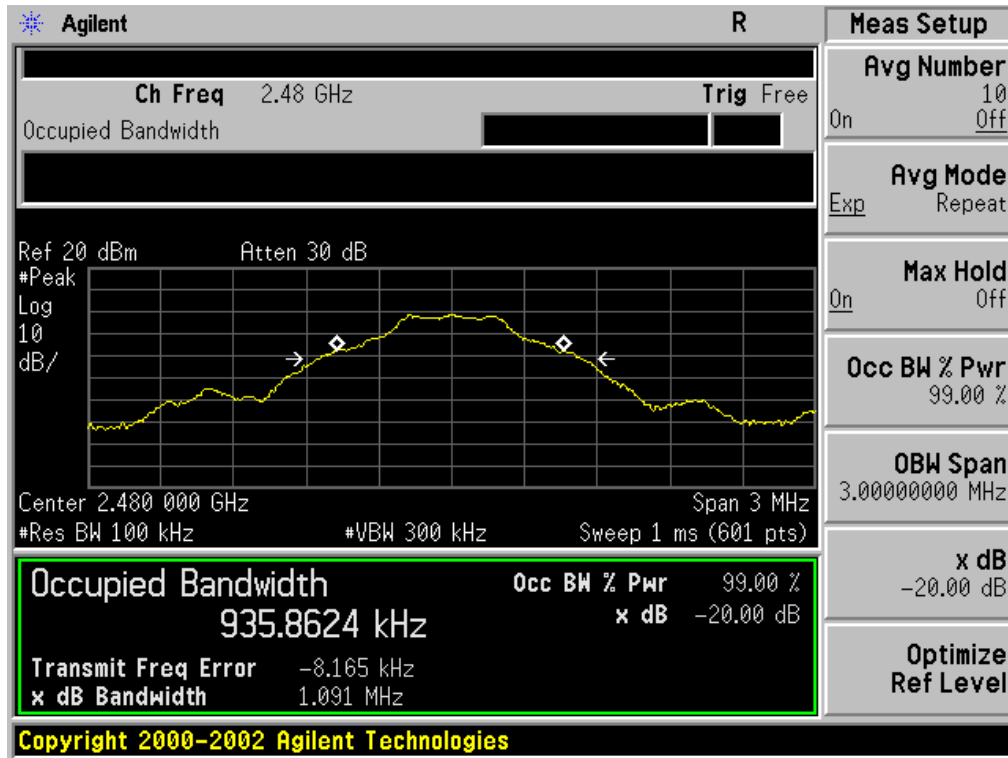 Agilent R
Ch Freq 2.48 GHz Trig Free
Occupied Bandwidth
Ref 20 dBm Atten 30 dB
#Peak
Log
10
dB/
Center 2.480 000 GHz Span 3 MHz
#Res BW 100 kHz #VBW 300 kHz Sweep 1 ms (601 pts)
Occupied Bandwidth
935.8624 kHz
Occ BW % Pwr 99.00 %
x dB -20.00 dB
Transmit Freq Error -8.165 kHz
x dB Bandwidth 1.091 MHz
Copyright 2000-2002 Agilent Technologies
Meas Setup
Avg Number
10
On Off
Avg Mode
Exp Repeat
Max Hold
On Off
Occ BW % Pwr
99.00 %
OBW Span
3.00000000 MHz
x dB
-20.00 dB
Optimize
Ref Level